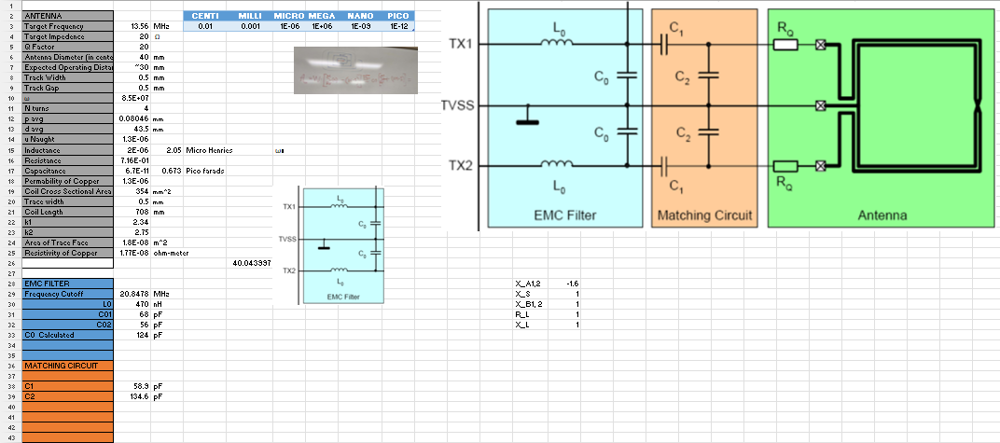 1
2 ANTENNA CENTI MILLI MICRO MEGA NANO PICO
3 Target Frequency 13.56 MHz 0.01 0.001 1E-06 1E+06 1E-09 1E-12
4 Target Impedence 20 Ω
5 Q Factor 20
6 Antenna Diameter (in cente 40 mm
7 Expected Operating Distar ~30 mm
8 Track Width 0.5 mm
9 Track Gap 0.5 mm
10 ω 8.5E+07
11 N turns 4
12 p avg 0.08046 mm
13 d avg 43.5 mm
14 u Naught 1.3E-06
15 Inductance 2E-06 2.05 Micro Henries
16 Resistance 7.16E-01
17 Capacitance 6.7E-11 0.673 Pico farads
18 Permability of Copper 1.3E-06
19 Coil Cross Sectional Area 354 mm^2
20 Trace width 0.5 mm
21 Coil Length 708 mm
22 k1 2.34
23 k2 2.75
24 Area of Trace Face 1.8E-08 m^2
25 Resistivity of Copper 1.77E-08 ohm-meter
26 40.043997
27
28 EMC FILTER X_A1,2 -1.6
29 Frequency Cutoff 20.8478 MHz X_S 1
30 L0 470 nH X_B1, 2 1
31 C01 68 pF R_L 1
32 C02 56 pF X_L 1
33 C0 Calculated 124 pF
34
35
36 MATCHING CIRCUIT
37
38 C1 58.9 pF
39 C2 134.6 pF
40
41
42
43
L0 C1 RQ
TX1
C0 C2
TVSS
C0 C2
TX2
L0 C1 RQ
EMC Filter Matching Circuit Antenna
L0
TX1
C0
TVSS
C0
TX2
L0
EMC Filter